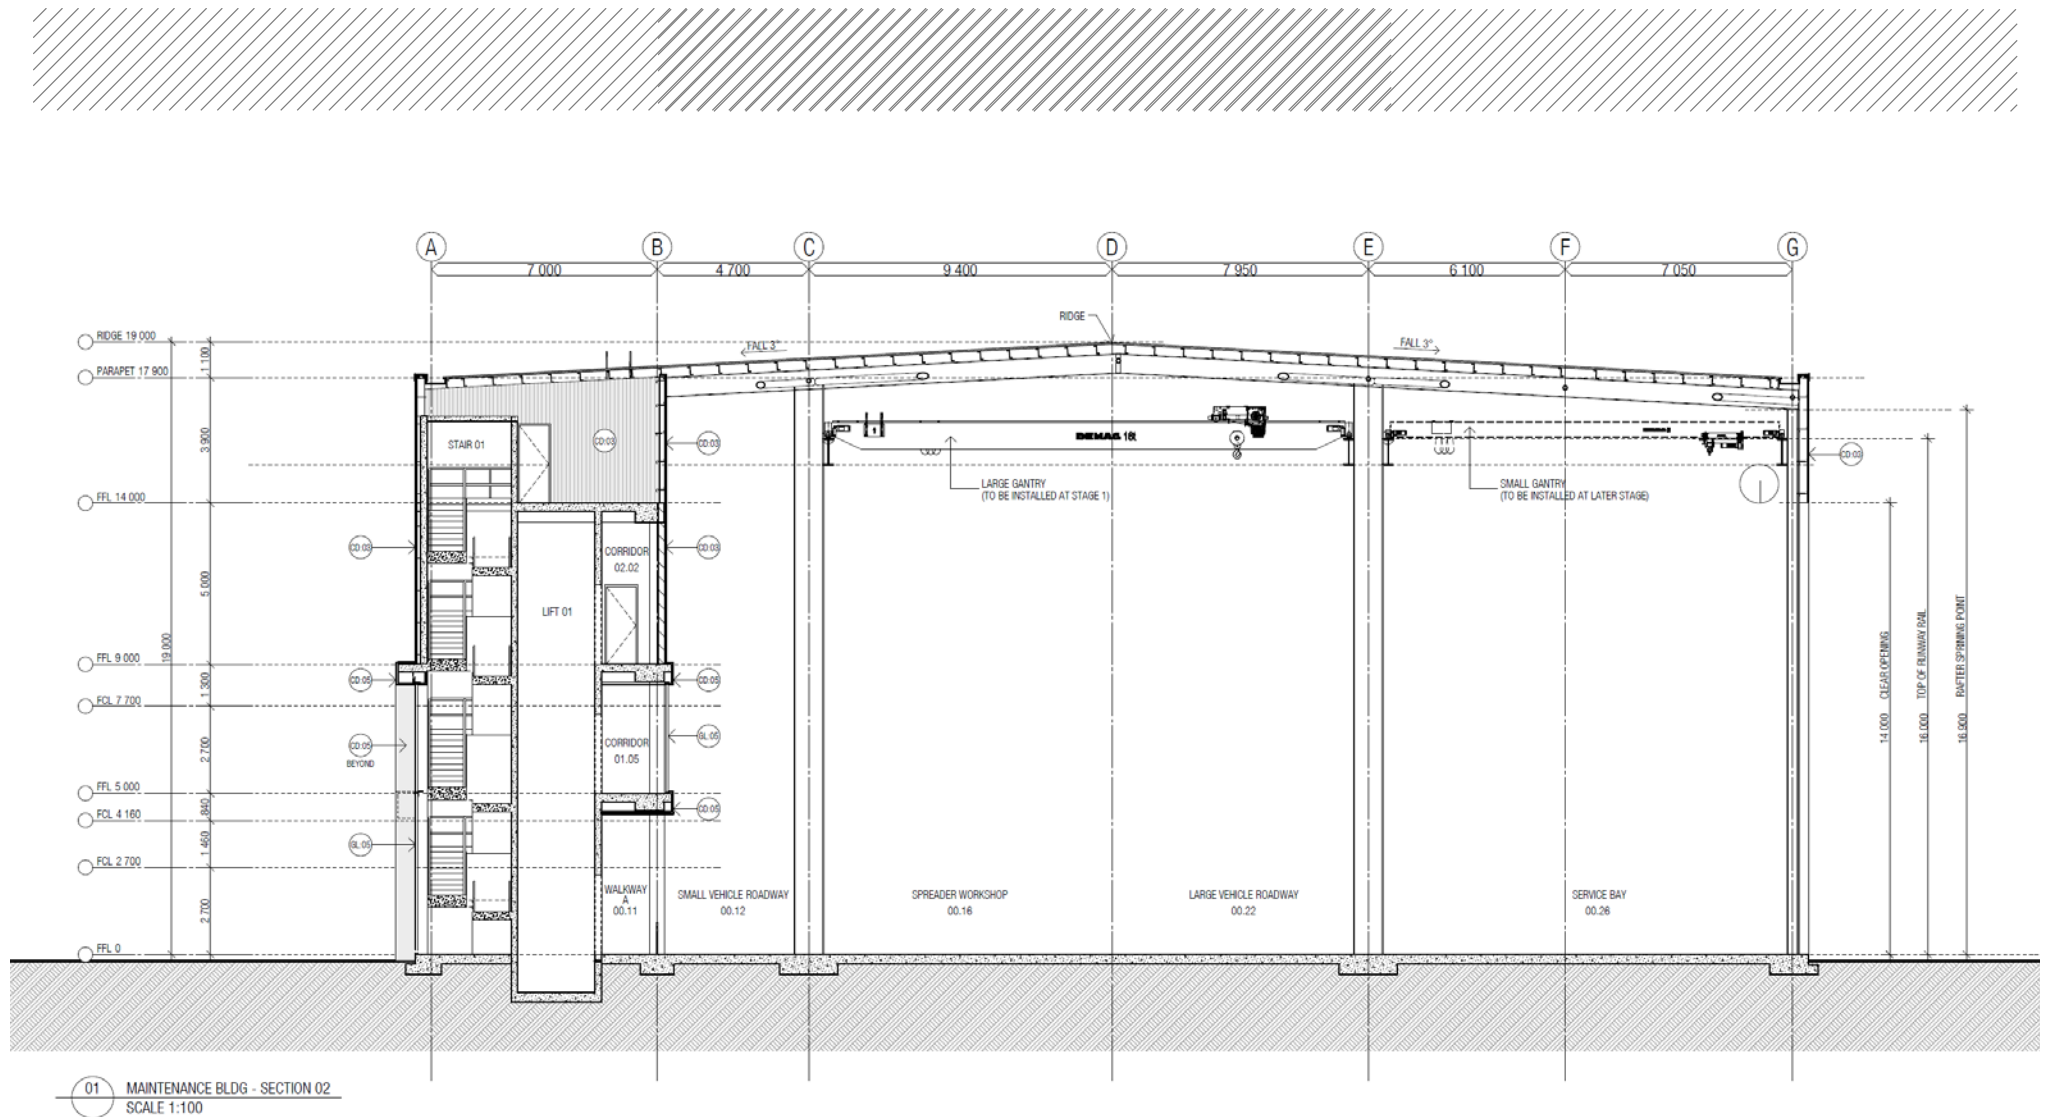 A
B
C
D
E
F
G
7 000
4 700
9 400
7 950
6 100
7 050
RIDGE
FALL 3°
FALL 3°
RIDGE 19 000
PARAPET 17 900
FFL 14 000
FFL 9 000
FCL 7 700
FFL 5 000
FCL 4 160
FCL 2 700
FFL 0
19 000
1 100
3 900
5 000
1 300
2 700
840
1 460
2 700
STAIR 01
CD:03
CD:03
DEMAG 16t
LARGE GANTRY
(TO BE INSTALLED AT STAGE 1)
SMALL GANTRY
(TO BE INSTALLED AT LATER STAGE)
CD:03
CD:03
CORRIDOR
02.02
CD:03
LIFT 01
CD:05
CD:05
CD:05
BEYOND
CORRIDOR
01.05
GL:05
CD:05
GL:05
WALKWAY
A
00.11
SMALL VEHICLE ROADWAY
00.12
SPREADER WORKSHOP
00.16
LARGE VEHICLE ROADWAY
00.22
SERVICE BAY
00.26
14 000 CLEAR OPENING
16 000 TOP OF RUNWAY RAIL
16 900 RAFTER SPRINING POINT
01 MAINTENANCE BLDG - SECTION 02
SCALE 1:100